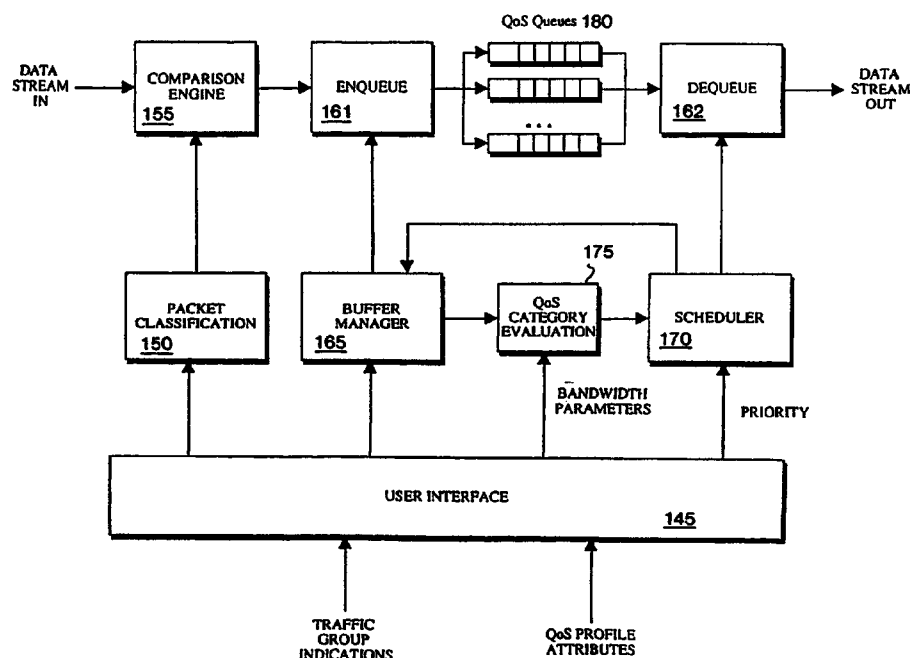 QoS Queues 180
DATA
STREAM
IN
COMPARISON
ENGINE
155
ENQUEUE
161
...
DEQUEUE
162
DATA
STREAM
OUT
175
PACKET
CLASSIFICATION
150
BUFFER
MANAGER
165
QoS
CATEGORY
EVALUATION
SCHEDULER
170
BANDWIDTH
PARAMETERS
PRIORITY
USER INTERFACE
145
TRAFFIC
GROUP
INDICATIONS
QoS PROFILE
ATTRIBUTES